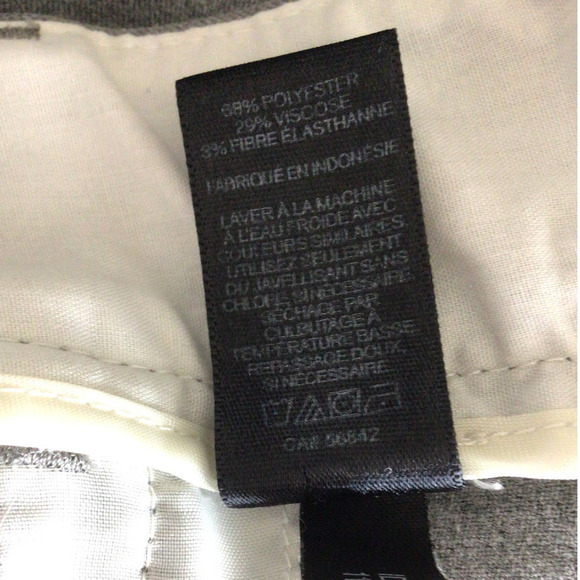 68% POLYESTER
29% VISCOSE
3% FIBRE ÉLASTHANNE
FABRIQUÉ EN INDONÉSIE
LAVER À LA MACHINE
À L'EAU FROIDE AVEC
COULEURS SIMILAIRES
UTILISEZ SEULEMENT
DU JAVELLISANT SANS
CHLORE, SI NÉCESSAIRE.
SÉCHAGE PAR
CULBUTAGE À
TEMPÉRATURE BASSE
REPASSAGE DOUX,
SI NÉCESSAIRE
CA# 56842